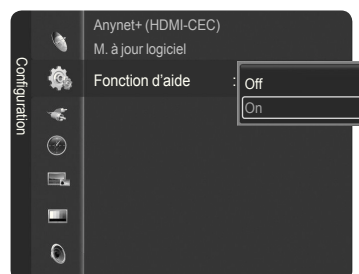 Configuration
Anynet+ (HDMI-CEC)
M. à jour logiciel
Fonction d'aide : Off
On